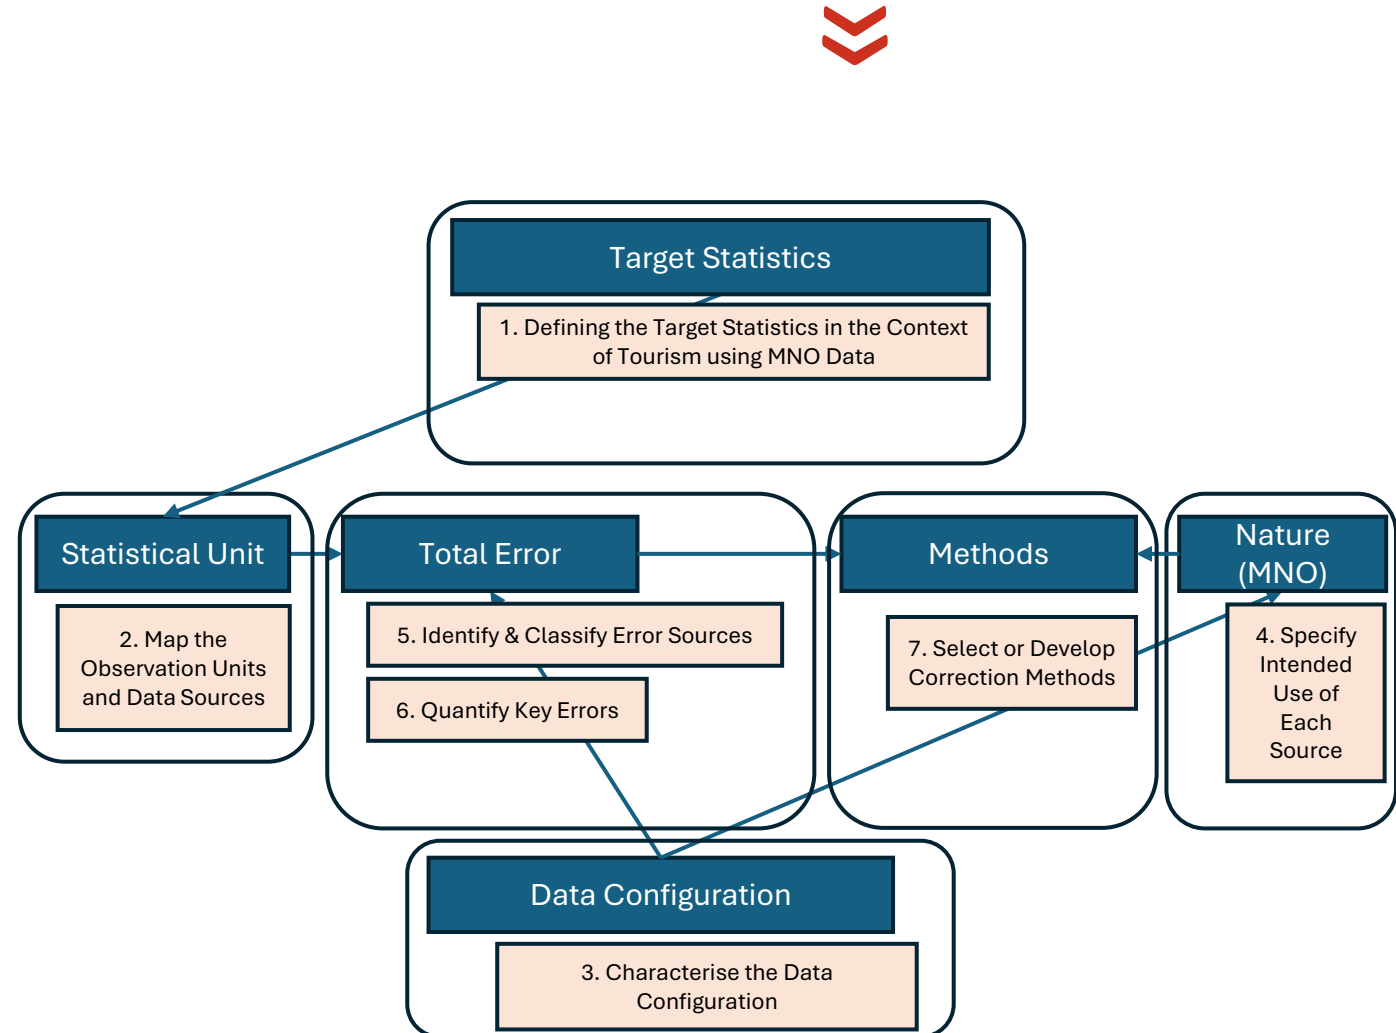 Target Statistics
1. Defining the Target Statistics in the Context
of Tourism using MNO Data
Statistical Unit
2. Map the
Observation Units
and Data Sources
Total Error
5. Identify & Classify Error Sources
6. Quantify Key Errors
Methods
7. Select or Develop
Correction Methods
Nature
(MNO)
4. Specify
Intended
Use of
Each
Source
Data Configuration
3. Characterise the Data
Configuration